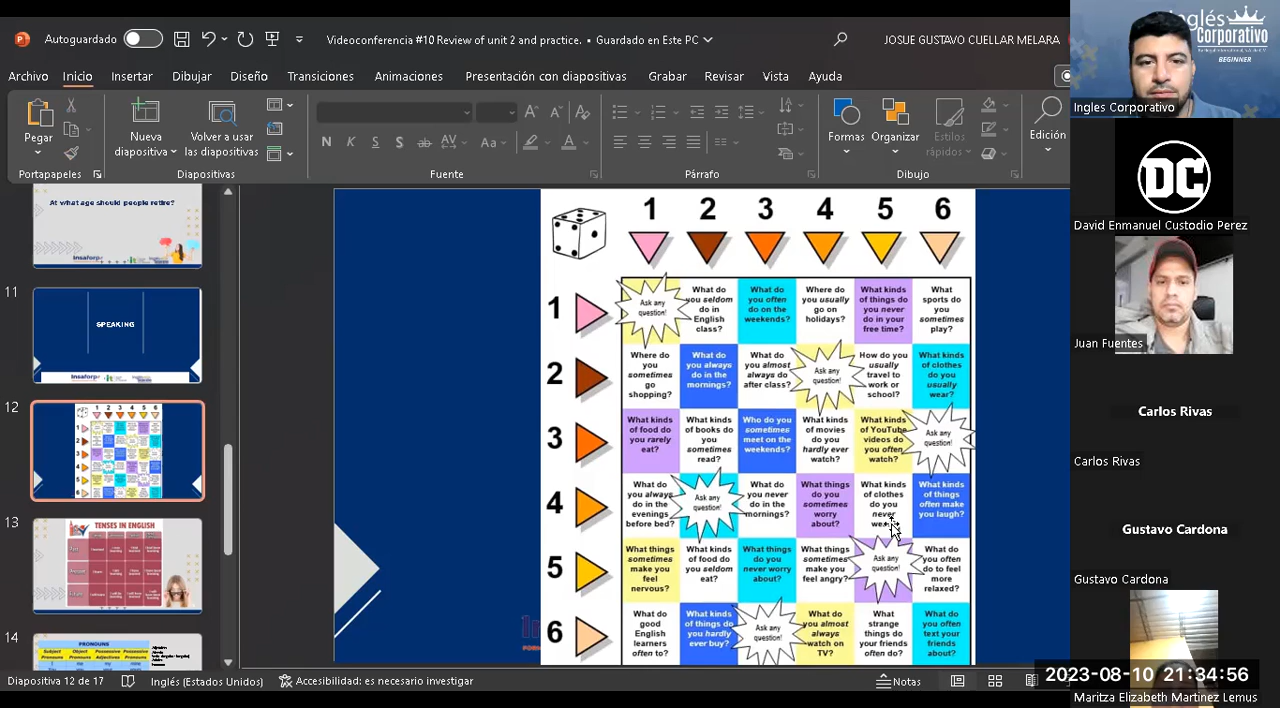 Autoguardado
Videoconferencia #10 Review of unit 2 and practice. • Guardado en Este PC
JOSUE GUSTAVO CUELLAR MELARA
Archivo Inicio Insertar Dibujar Diseño Transiciones Animaciones Presentación con diapositivas Grabar Revisar Vista Ayuda
Pegar
Nueva diapositiva
Volver a usar las diapositivas
Formas
Organizar
Estilos rápidos
Edición
Portapapeles Diapositivas Fuente Párrafo Dibujo
At what age should people retire?
11
SPEAKING
12
13
TENSES IN ENGLISH
14
PRONOUNS
1 2 3 4 5 6
1
Ask any question!
What do you seldom do in English class?
What do you often do on the weekends?
Where do you usually go on holidays?
What kinds of things do you never do in your free time?
What sports do you sometimes play?
2
Where do you sometimes go shopping?
What do you always do in the mornings?
What do you almost always do after class?
Ask any question!
How do you usually travel to work or school?
What kinds of clothes do you usually wear?
3
What kinds of food do you rarely eat?
What kinds of books do you sometimes read?
Who do you sometimes meet on the weekends?
What kinds of movies do you hardly ever watch?
What kinds of YouTube videos do you often watch?
Ask any question!
4
What do you always do in the evenings before bed?
Ask any question!
What do you never do in the mornings?
What things do you sometimes worry about?
What kinds of clothes do you never
What kinds of things often make you laugh?
5
What things sometimes make you feel nervous?
What kinds of food do you seldom eat?
What things do you never worry about?
What things sometimes make you feel angry?
Ask any question!
What do you often do to feel more relaxed?
6
What do good English learners often to?
What kinds of things do you hardly ever buy?
Ask any question!
What do you almost always watch on TV?
What strange things do your friends often do?
What do you often text your friends about?
Diapositiva 12 de 17
Inglés (Estados Unidos)
Accesibilidad: es necesario investigar
Notas
Inglés Corporativo
BEGINNER
Ingles Corporativo
DC
David Enmanuel Custodio Perez
Juan Fuentes
Carlos Rivas
Carlos Rivas
Gustavo Cardona
Gustavo Cardona
2023-08-10 21:34:56
Maritza Elizabeth Martinez Lemus